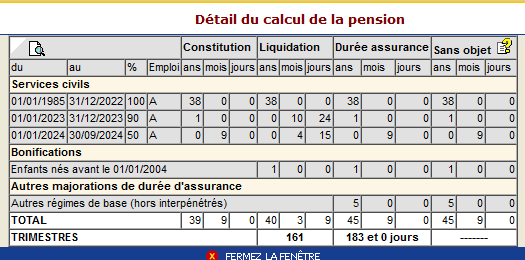 Détail du calcul de la pension
Constitution Liquidation Durée assurance Sans objet
du au % Emploi ans mois jours ans mois jours ans mois jours ans mois jours
Services civils
01/01/1985 31/12/2022 100 A 38 0 0 38 0 0 38 0 0 38 0 0
01/01/2023 31/12/2023 90 A 1 0 0 0 10 24 1 0 0 1 0 0
01/01/2024 30/09/2024 50 A 0 9 0 0 4 15 0 9 0 0 9 0
Bonifications
Enfants nés avant le 01/01/2004 1 0 0 1 0 0 1 0 0
Autres majorations de durée d'assurance
Autres régimes de base (hors interpénétrés) 5 0 0 5 0 0
TOTAL 39 9 0 40 3 9 45 9 0 45 9 0
TRIMESTRES 161 183 et 0 jours -------
X FERMEZ LA FENÊTRE